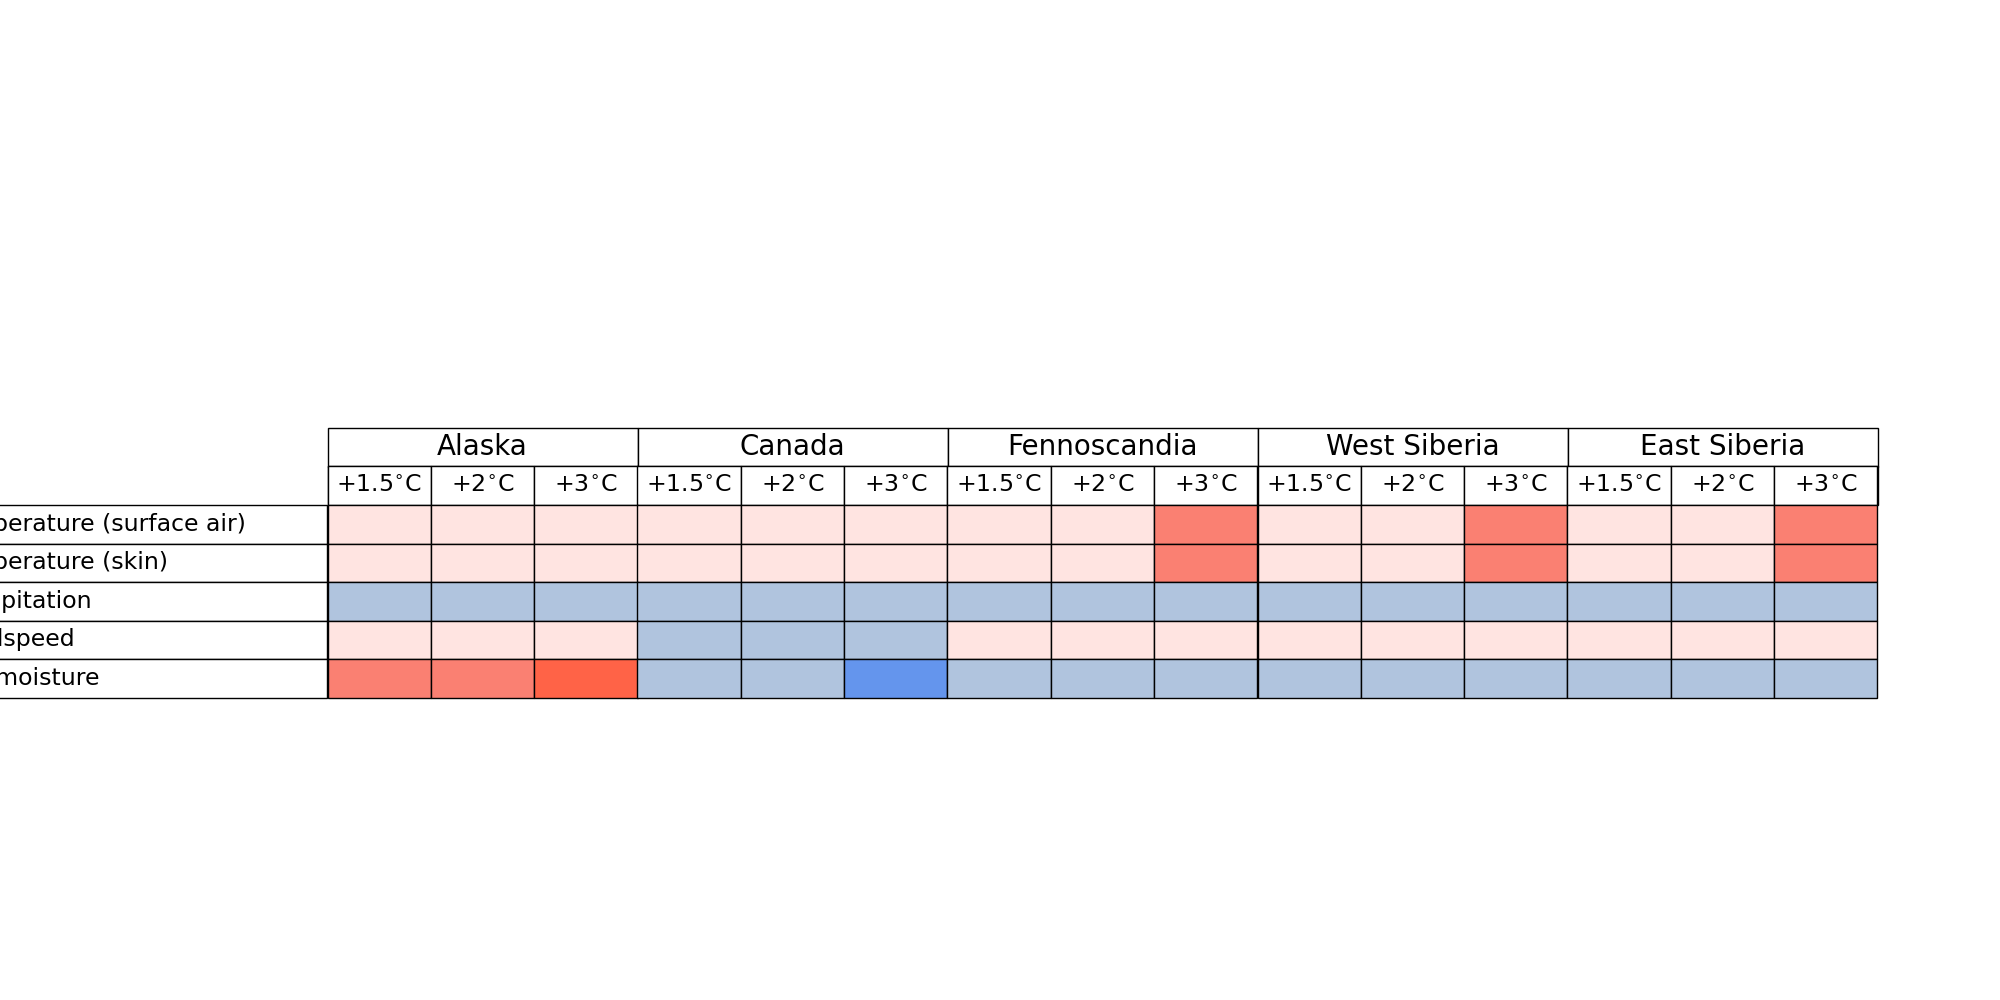 Alaska Canada Fennoscandia West Siberia East Siberia
+1.5°C +2°C +3°C +1.5°C +2°C +3°C +1.5°C +2°C +3°C +1.5°C +2°C +3°C +1.5°C +2°C +3°C
perature (surface air)
perature (skin)
pitation
lspeed
moisture